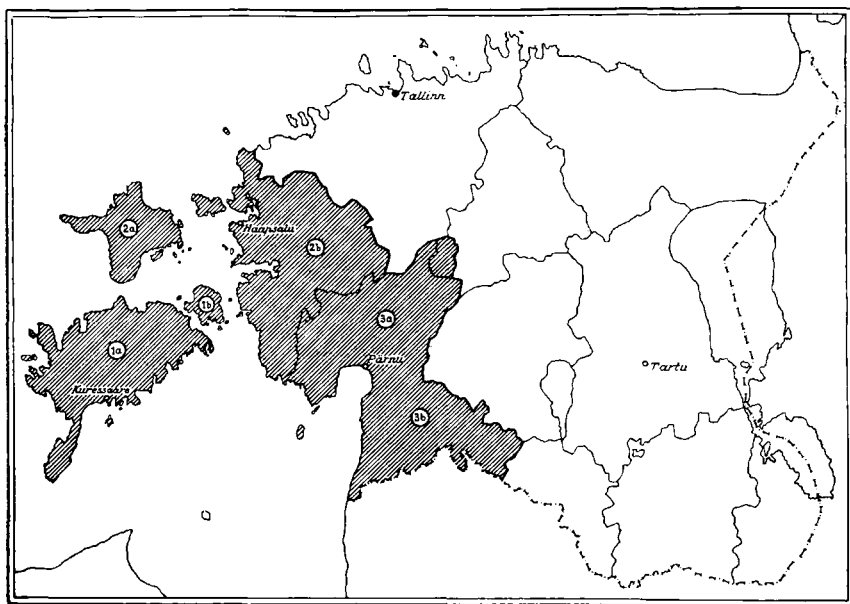 Tallinn
2a
Haapsalu
2b
1b
3a
1a
Pärnu
Tartu
Kuressaare
3b